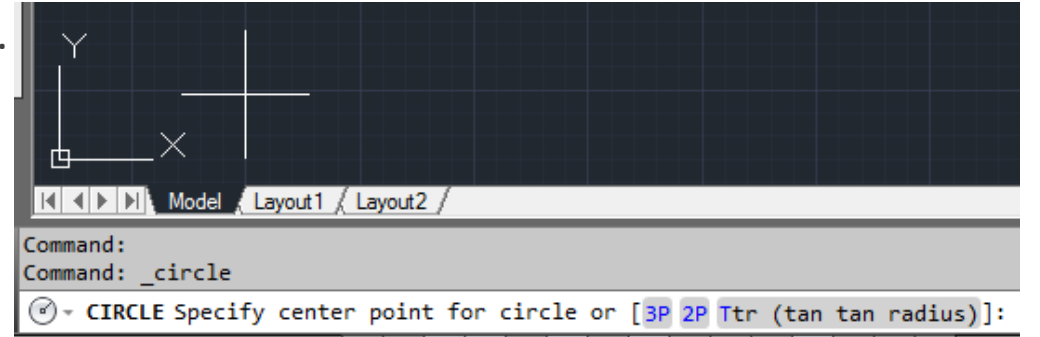 Y
X
Model Layout1 Layout2
Command:
Command: _circle
CIRCLE Specify center point for circle or [3P 2P Ttr (tan tan radius)]: